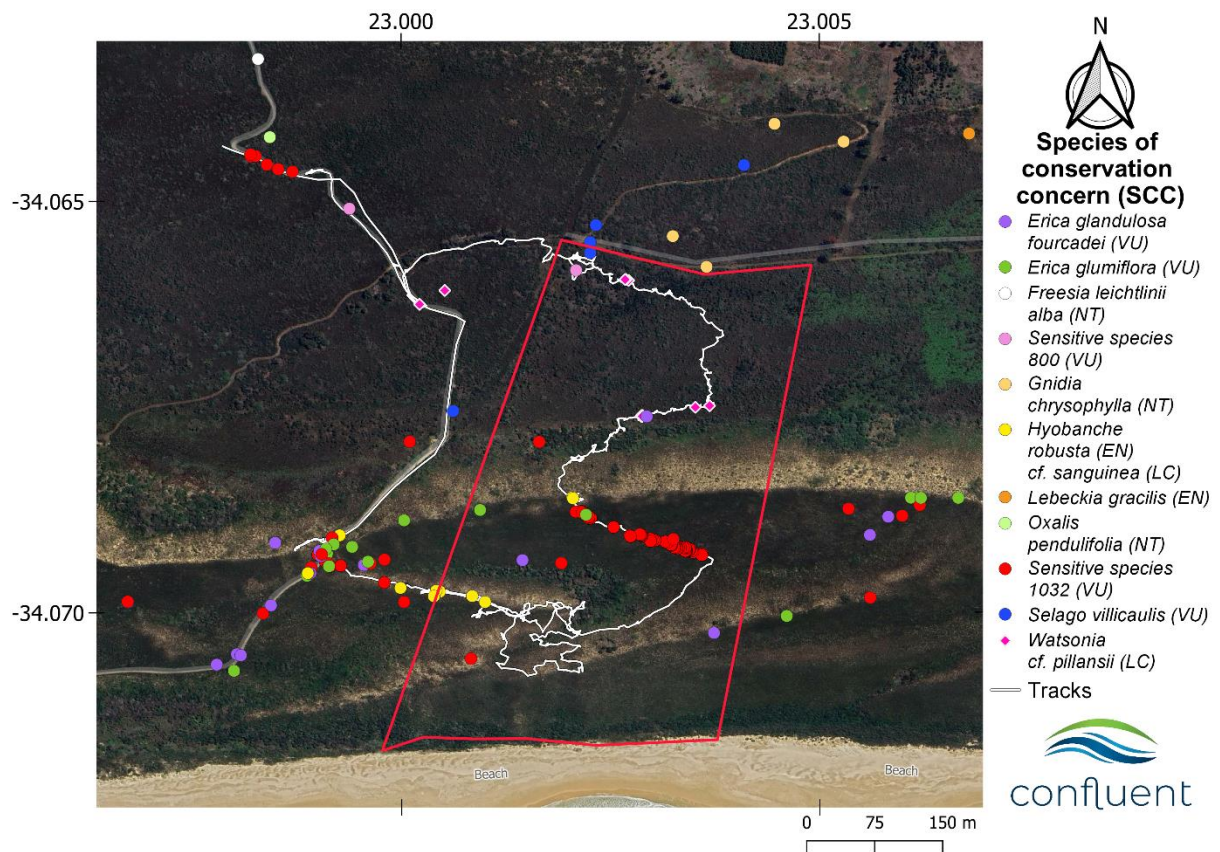 23.000
23.005
N
-34.065
-34.070
Species of
conservation
concern (SCC)
Erica glandulosa
fourcadei (VU)
Erica glumiflora (VU)
Freesia leichtlinii
alba (NT)
Sensitive species
800 (VU)
Gnidia
chrysophylla (NT)
Hyobanche
robusta (EN)
cf. sanguinea (LC)
Lebeckia gracilis (EN)
Oxalis
pendulifolia (NT)
Sensitive species
1032 (VU)
Selago villicaulis (VU)
Watsonia
cf. pillansii (LC)
Tracks
confluent
Beach
Beach
0 75 150 m